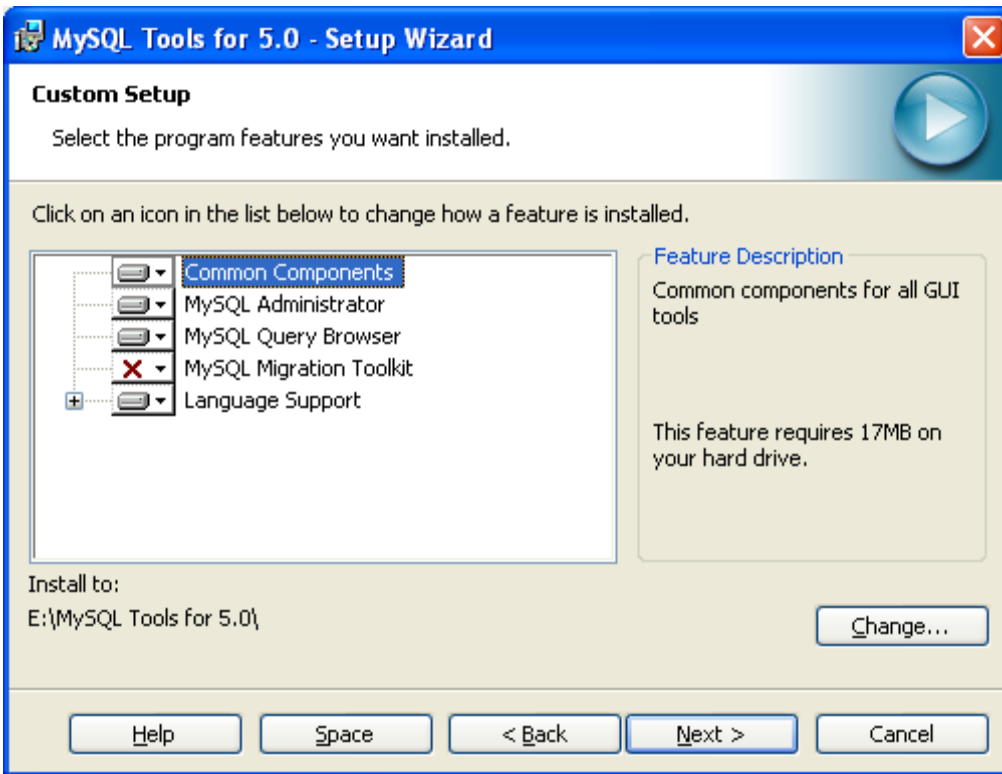 MySQL Tools for 5.0 - Setup Wizard
Custom Setup
Select the program features you want installed.
Click on an icon in the list below to change how a feature is installed.
Common Components
MySQL Administrator
MySQL Query Browser
MySQL Migration Toolkit
Language Support
Feature Description
Common components for all GUI
tools
This feature requires 17MB on
your hard drive.
Install to:
E:\MySQL Tools for 5.0\
Change...
Help
Space
< Back
Next >
Cancel